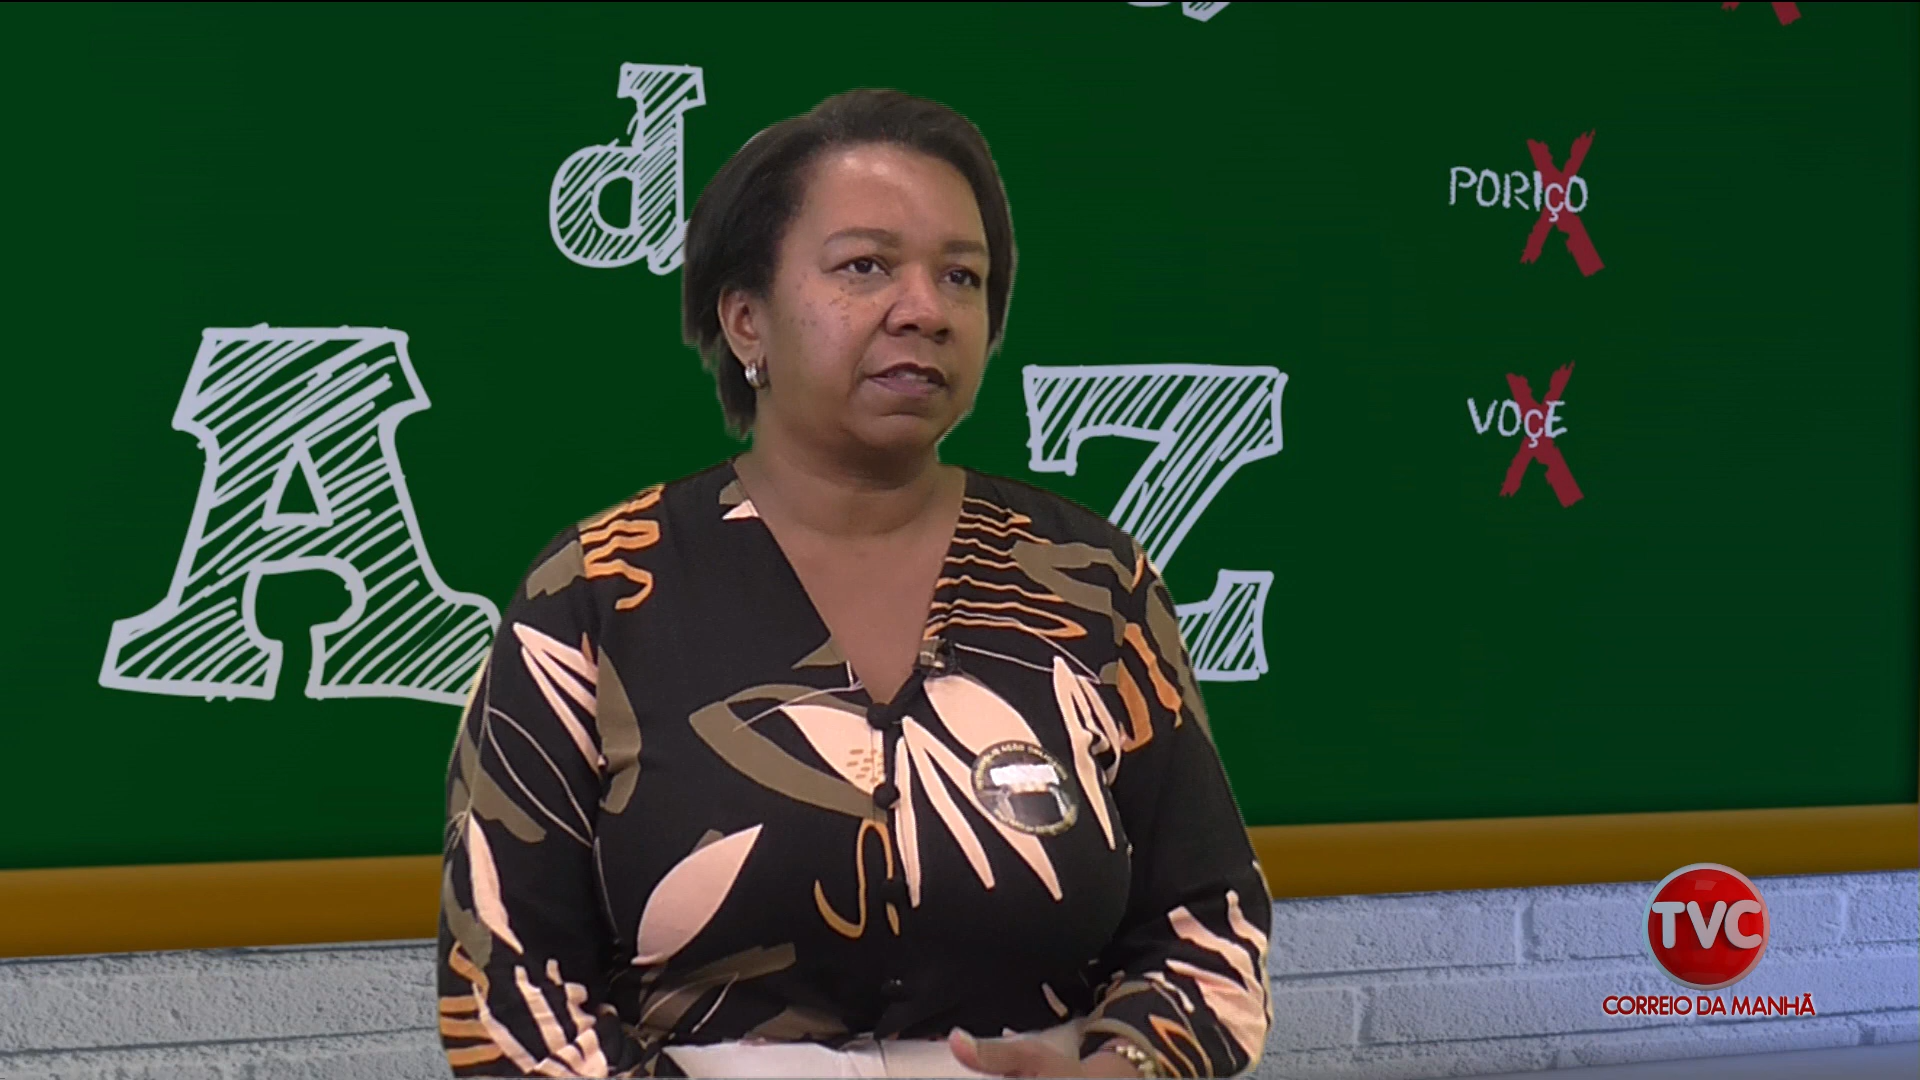 d
A Z
PORIÇO
X
VOÇE
X
TVC
CORREIO DA MANHÃ